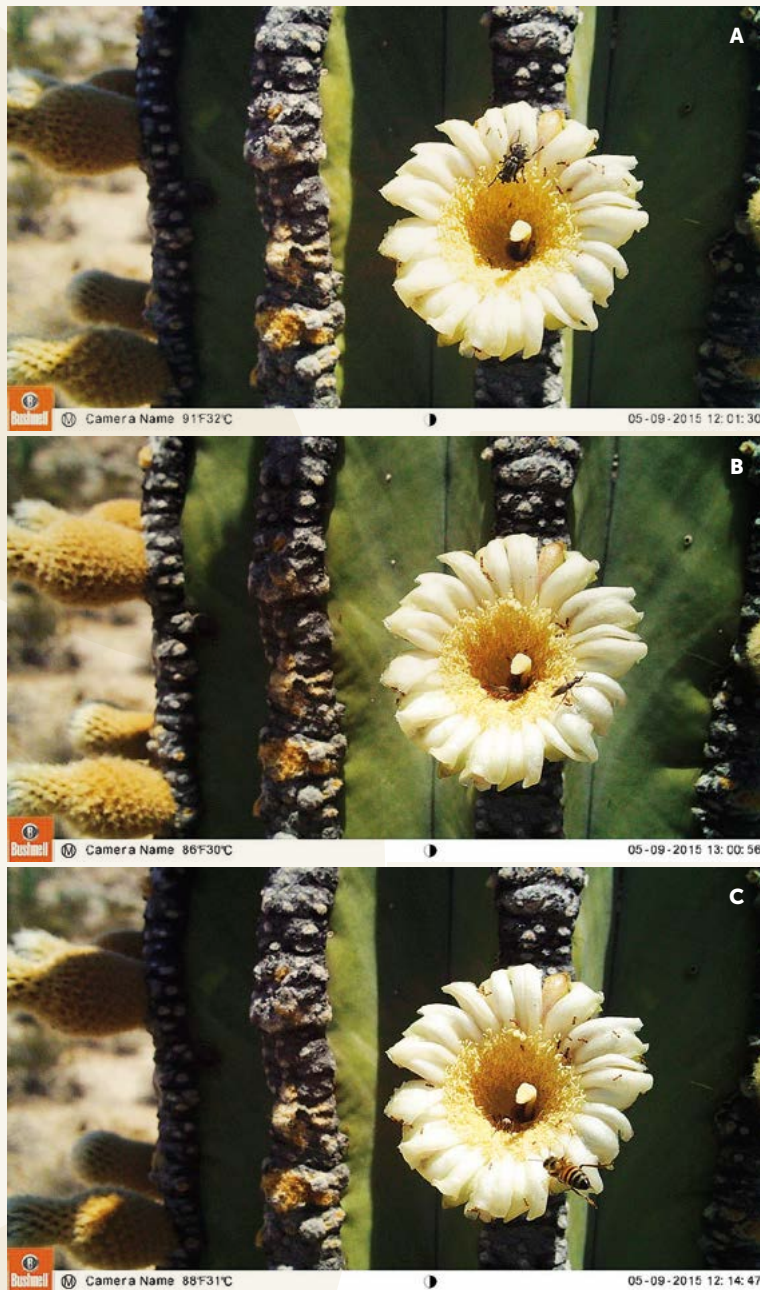 A
Bushnell
Ⓜ Camera Name 91°F32°C ◑ 05-09-2015 12:01:30
B
Bushnell
Ⓜ Camera Name 86°F30°C ◑ 05-09-2015 13:00:56
C
Bushnell
Ⓜ Camera Name 88°F31°C ◑ 05-09-2015 12:14:47